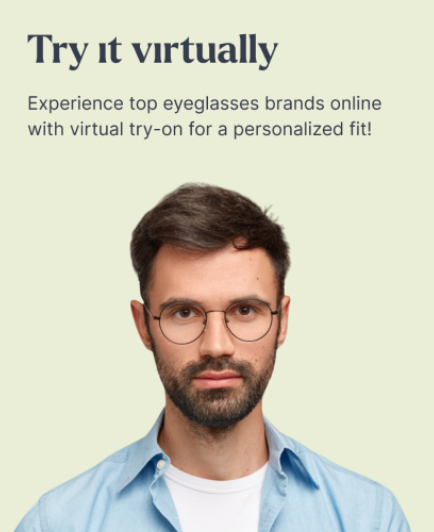 Try it virtually
Experience top eyeglasses brands online
with virtual try-on for a personalized fit!